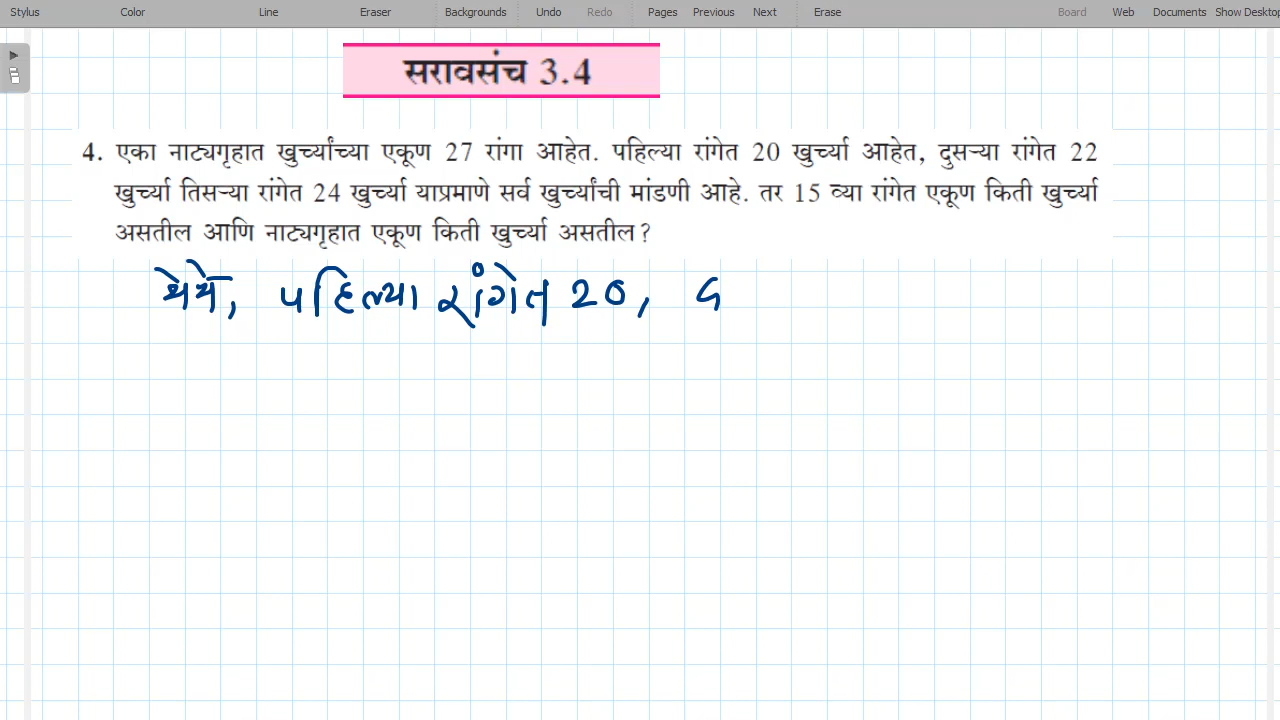 Stylus Color Line Eraser Backgrounds Undo Redo Pages Previous Next Erase Board Web Documents Show Desktop
सरावसंच 3.4
4. एका नाट्यगृहात खुर्च्यांच्या एकूण 27 रांगा आहेत. पहिल्या रांगेत 20 खुर्च्या आहेत, दुसऱ्या रांगेत 22
खुर्च्या तिसऱ्या रांगेत 24 खुर्च्या याप्रमाणे सर्व खुर्च्यांची मांडणी आहे. तर 15 व्या रांगेत एकूण किती खुर्च्या
असतील आणि नाट्यगृहात एकूण किती खुर्च्या असतील?
येथे, पहिल्या रांगेत 20,